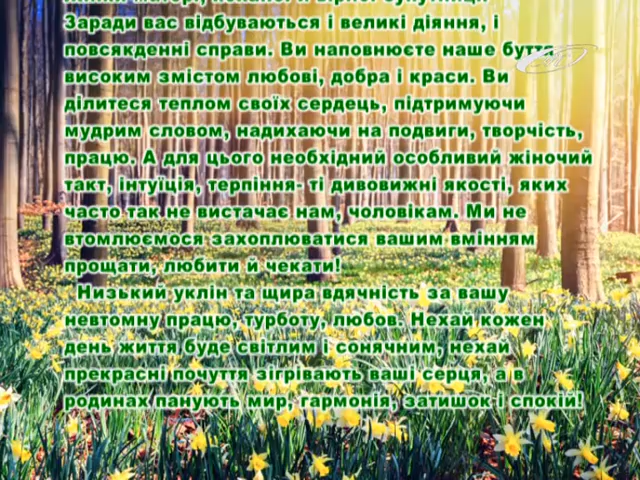 Заради вас відбуваються і великі діяння, і
повсякденні справи. Ви наповнюєте наше буття
високим змістом любові, добра і краси. Ви
ділитеся теплом своїх сердець, підтримуючи
мудрим словом, надихаючи на подвиги, творчість,
працю. А для цього необхідний особливий жіночий
такт, інтуїція, терпіння- ті дивовижні якості, яких
часто так не вистачає нам, чоловікам. Ми не
втомлюємося захоплюватися вашим вмінням
прощати, любити й чекати!
Низький уклін та щира вдячність за вашу
невтомну працю, турботу, любов. Нехай кожен
день життя буде світлим і сонячним, нехай
прекрасні почуття зігрівають ваші серця, а в
родинах панують мир, гармонія, затишок і спокій!